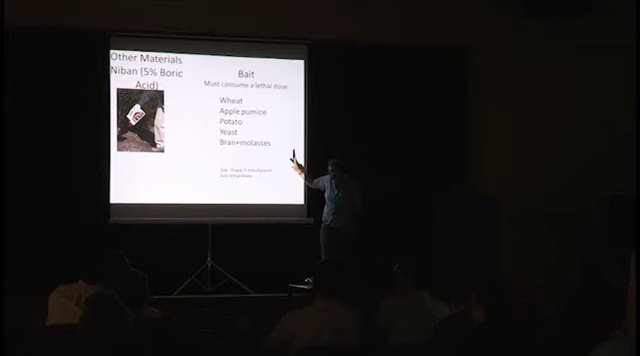 Other Materials
Niban (5% Boric
Acid)
Bait
Must consume a lethal dose
Wheat
Apple pumice
Potato
Yeast
Bran+molasses